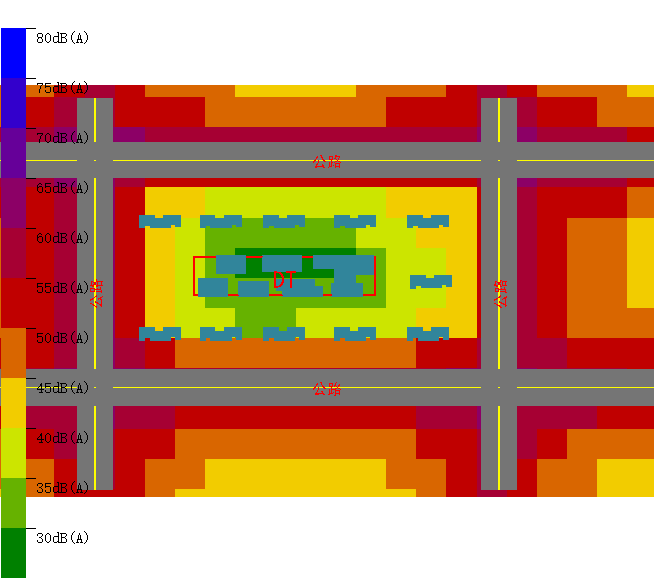 80dB(A)
75dB(A)
70dB(A)
65dB(A)
60dB(A)
55dB(A)
50dB(A)
45dB(A)
40dB(A)
35dB(A)
30dB(A)
公路
公路
DT
公路
公路